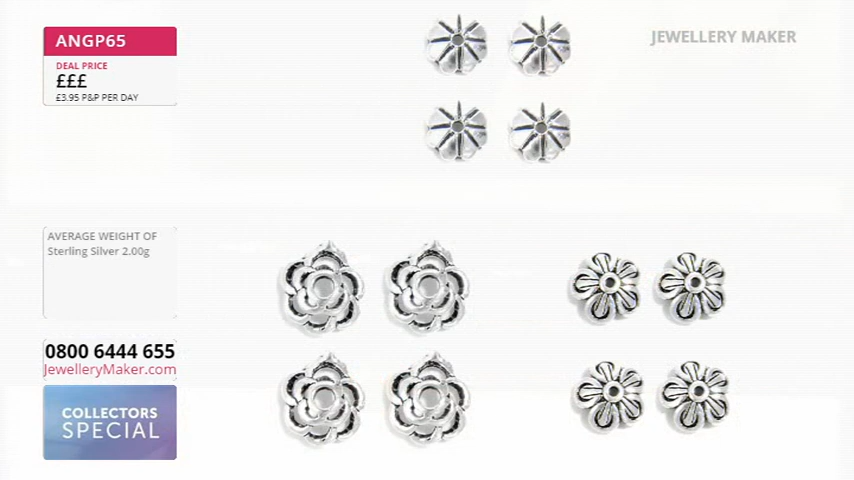 ANGP65
DEAL PRICE
£££
£3.95 P&P PER DAY
JEWELLERY MAKER
AVERAGE WEIGHT OF
Sterling Silver 2.00g
0800 6444 655
JewelleryMaker.com
COLLECTORS
SPECIAL